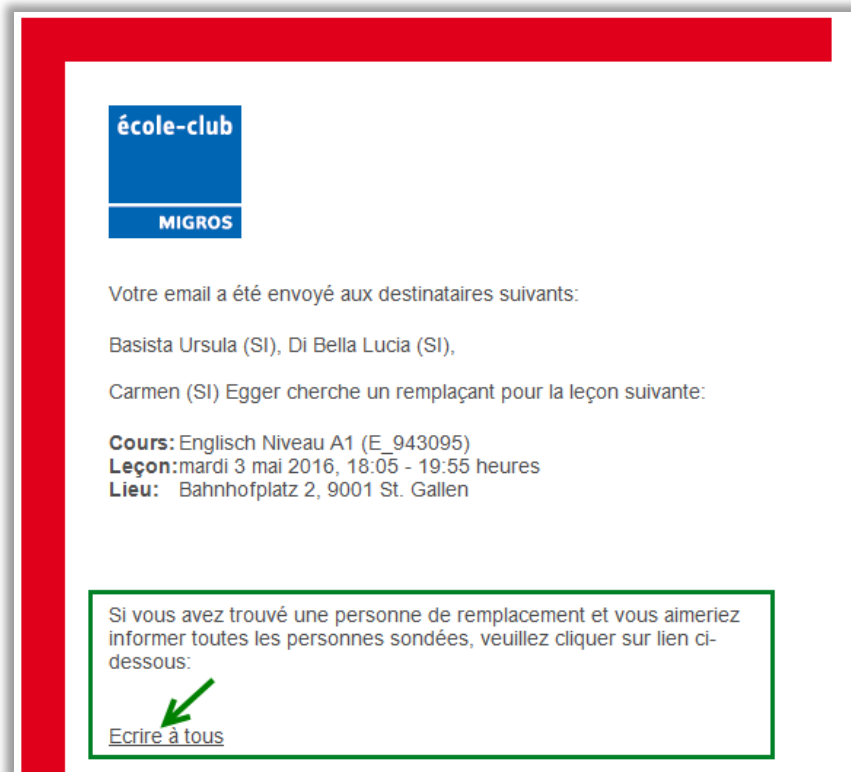 école-club
MIGROS
Votre email a été envoyé aux destinataires suivants:
Basista Ursula (SI), Di Bella Lucia (SI),
Carmen (SI) Egger cherche un remplaçant pour la leçon suivante:
Cours: Englisch Niveau A1 (E_943095)
Leçon: mardi 3 mai 2016, 18:05 - 19:55 heures
Lieu: Bahnhofplatz 2, 9001 St. Gallen
Si vous avez trouvé une personne de remplacement et vous aimeriez
informer toutes les personnes sondées, veuillez cliquer sur lien ci-
dessous:
Ecrire à tous